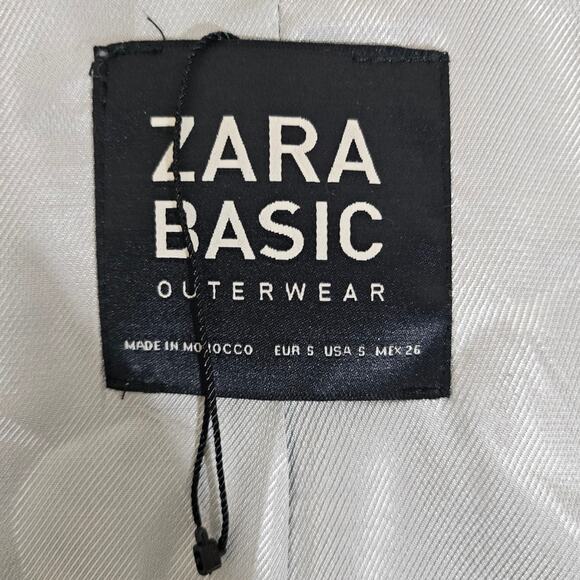 ZARA
BASIC
OUTERWEAR
MADE IN MOROCCO EUR S USA S MEX 26